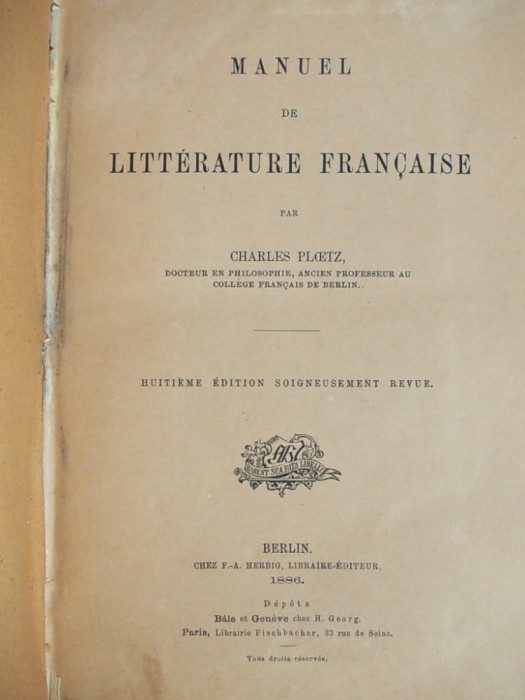 MANUEL
DE
LITTÉRATURE FRANÇAISE
PAR
CHARLES PLŒTZ,
DOCTEUR EN PHILOSOPHIE, ANCIEN PROFESSEUR AU
COLLÈGE FRANÇAIS DE BERLIN.
HUITIÈME ÉDITION SOIGNEUSEMENT REVUE.
HABENT SUA FATA LIBELLI
BERLIN.
CHEZ F.-A. HERBIG, LIBRAIRE-ÉDITEUR.
1886.
Dépôts
Bâle et Genève chez H. Georg.
Paris, Librairie Fischbacher, 33 rue de Seine.
Tous droits réservés.